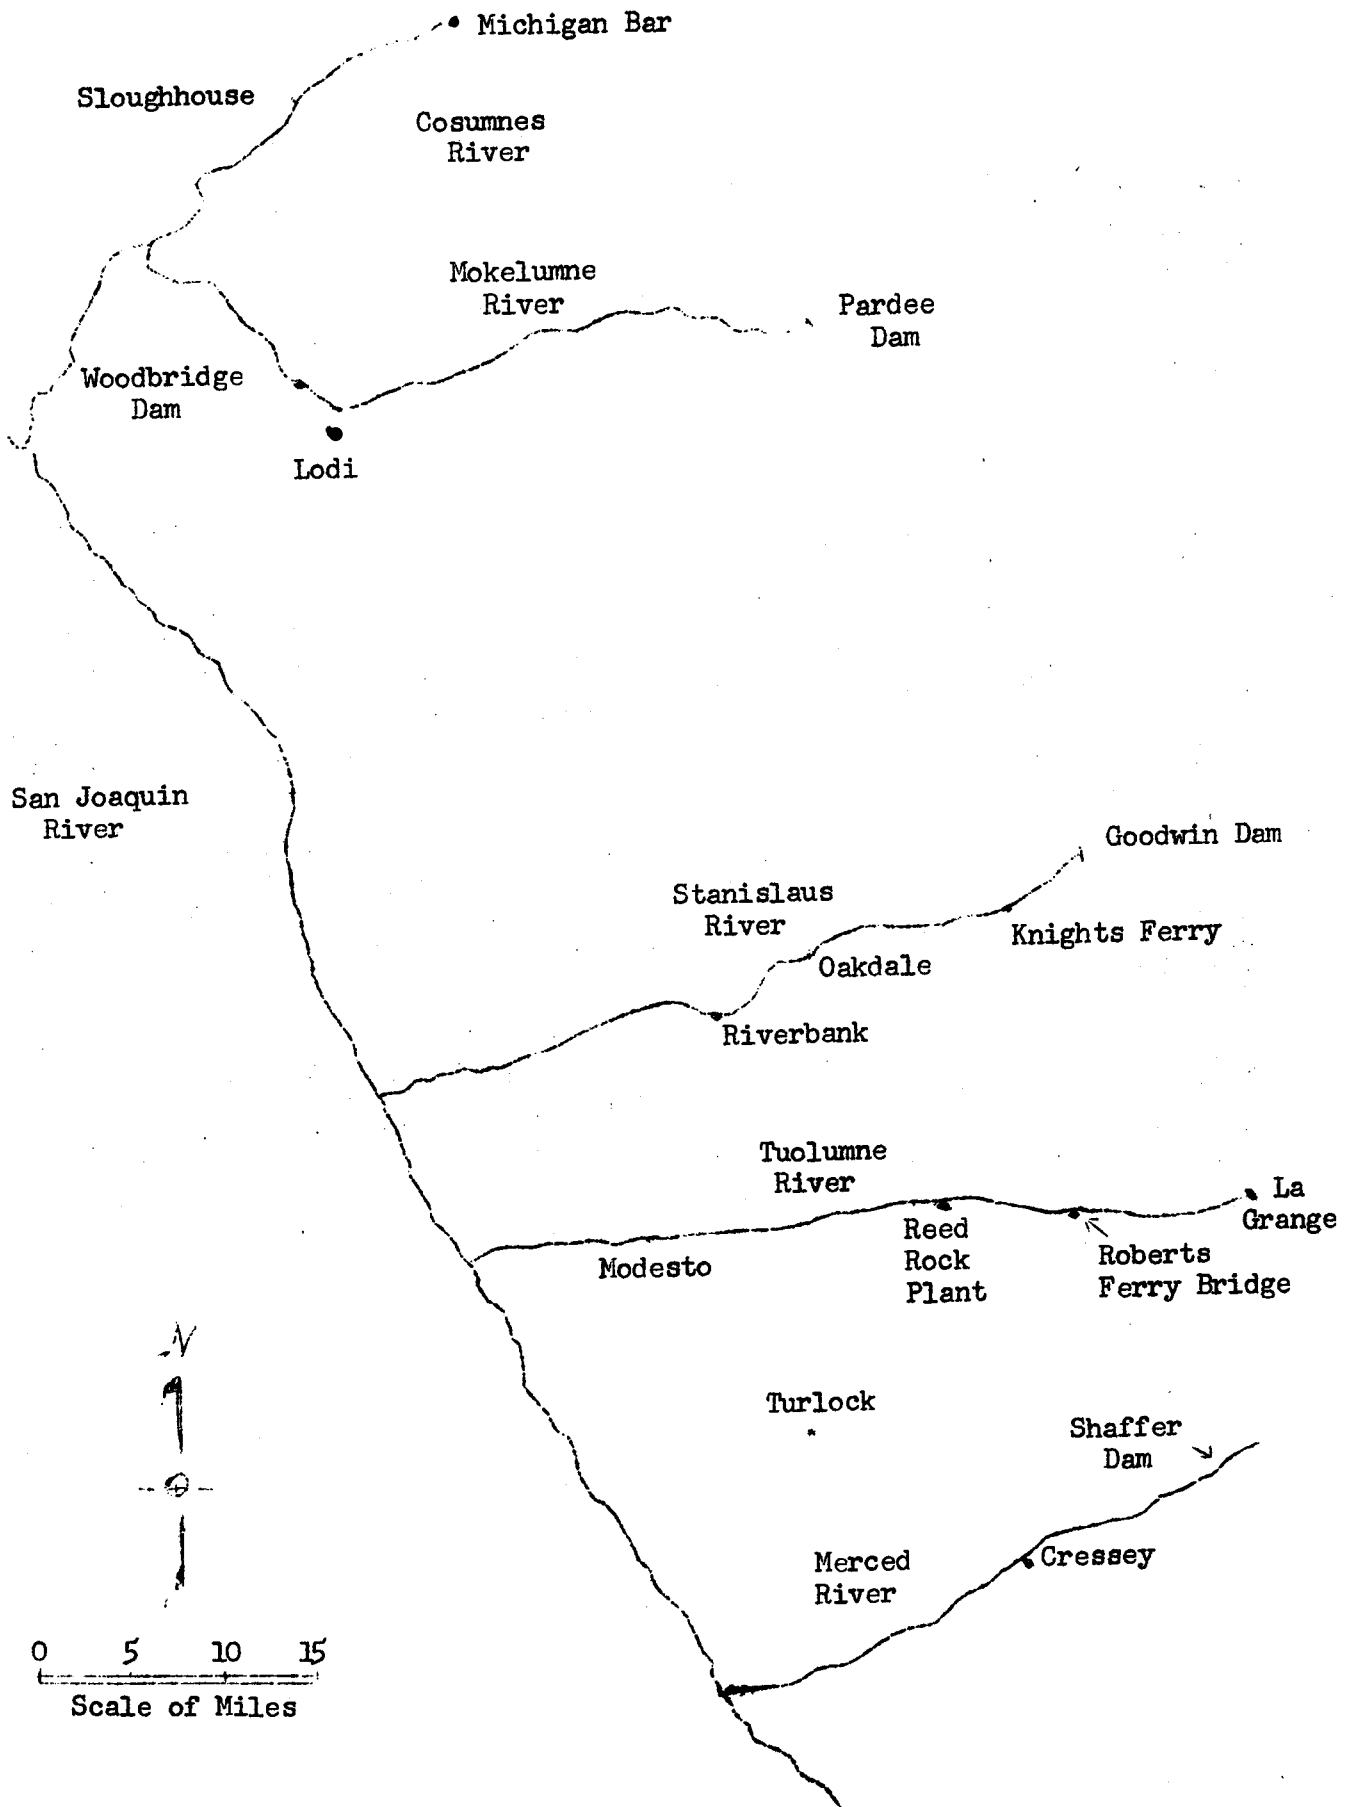 Michigan Bar
Sloughhouse
Cosumnes
River
Mokelumne
River
Pardee
Dam
Woodbridge
Dam
Lodi
San Joaquin
River
Goodwin Dam
Stanislaus
River
Knights Ferry
Oakdale
Riverbank
Tuolumne
River
La
Grange
Reed
Rock
Plant
Roberts
Ferry Bridge
Modesto
N
Turlock
Shaffer
Dam
Merced
River
Cressey
0 5 10 15
Scale of Miles